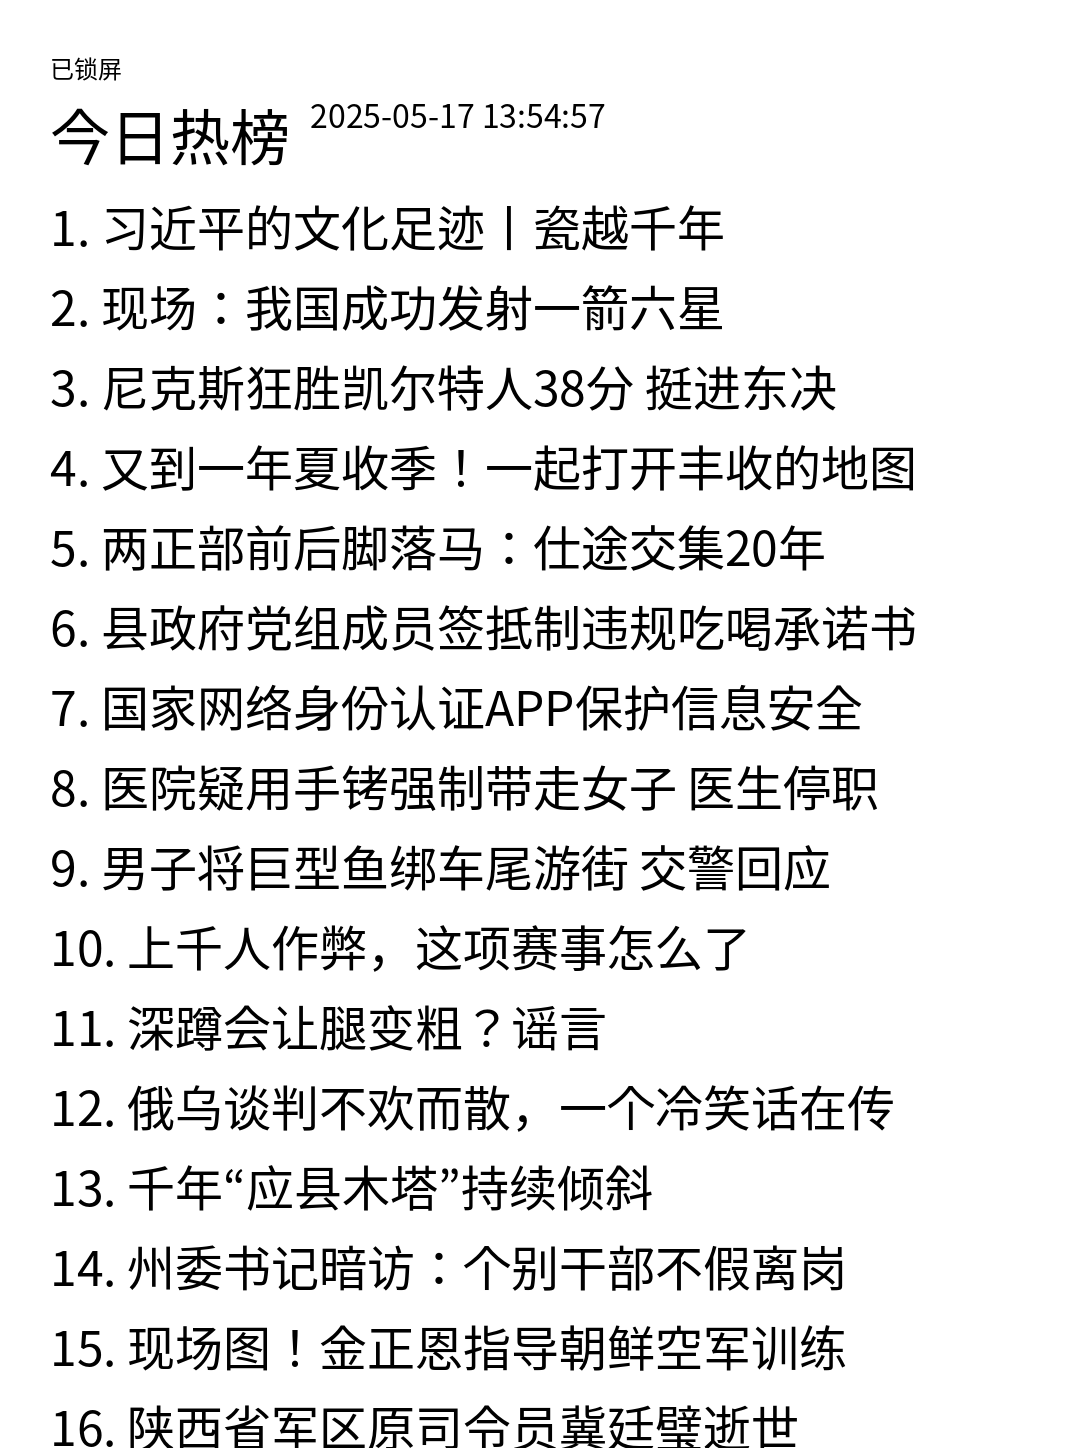 已锁屏
今日热榜 2025-05-17 13:54:57
1. 习近平的文化足迹丨瓷越千年
2. 现场：我国成功发射一箭六星
3. 尼克斯狂胜凯尔特人38分 挺进东决
4. 又到一年夏收季！一起打开丰收的地图
5. 两正部前后脚落马：仕途交集20年
6. 县政府党组成员签抵制违规吃喝承诺书
7. 国家网络身份认证APP保护信息安全
8. 医院疑用手铐强制带走女子 医生停职
9. 男子将巨型鱼绑车尾游街 交警回应
10. 上千人作弊，这项赛事怎么了
11. 深蹲会让腿变粗？谣言
12. 俄乌谈判不欢而散，一个冷笑话在传
13. 千年“应县木塔”持续倾斜
14. 州委书记暗访：个别干部不假离岗
15. 现场图！金正恩指导朝鲜空军训练
16. 陕西省军区原司令员冀廷璧逝世